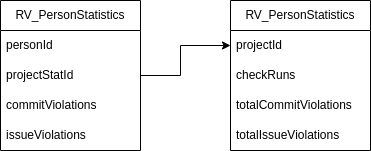 RV_PersonStatistics
personId
projectStatId
commitViolations
issueViolations
RV_PersonStatistics
projectId
checkRuns
totalCommitViolations
totalIssueViolations